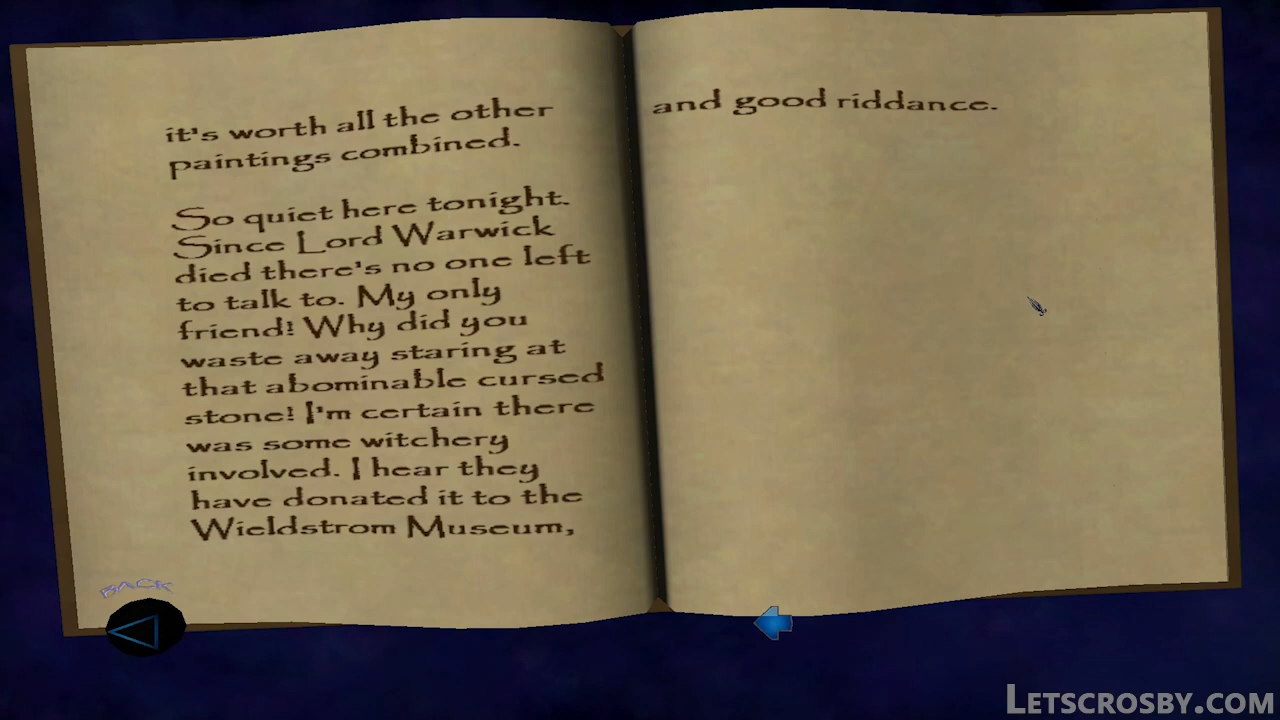 it's worth all the other
paintings combined.
So quiet here tonight.
Since Lord Warwick
died there's no one left
to talk to. My only
friend! Why did you
waste away staring at
that abominable cursed
stone! I'm certain there
was some witchery
involved. I hear they
have donated it to the
Wieldstrom Museum,
and good riddance.
BACK
LETSCROSBY.COM